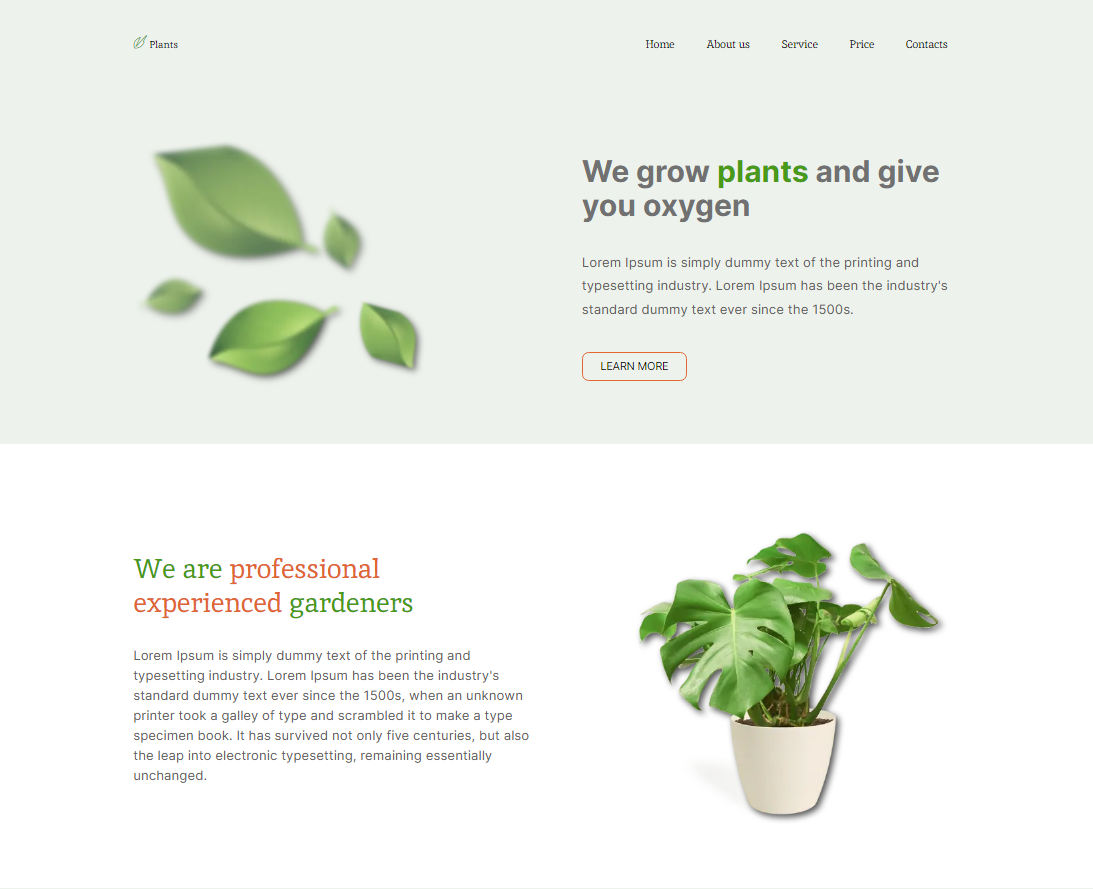 Plants
Home About us Service Price Contacts
We grow plants and give
you oxygen
Lorem Ipsum is simply dummy text of the printing and
typesetting industry. Lorem Ipsum has been the industry's
standard dummy text ever since the 1500s.
LEARN MORE
We are professional
experienced gardeners
Lorem Ipsum is simply dummy text of the printing and
typesetting industry. Lorem Ipsum has been the industry's
standard dummy text ever since the 1500s, when an unknown
printer took a galley of type and scrambled it to make a type
specimen book. It has survived not only five centuries, but also
the leap into electronic typesetting, remaining essentially
unchanged.